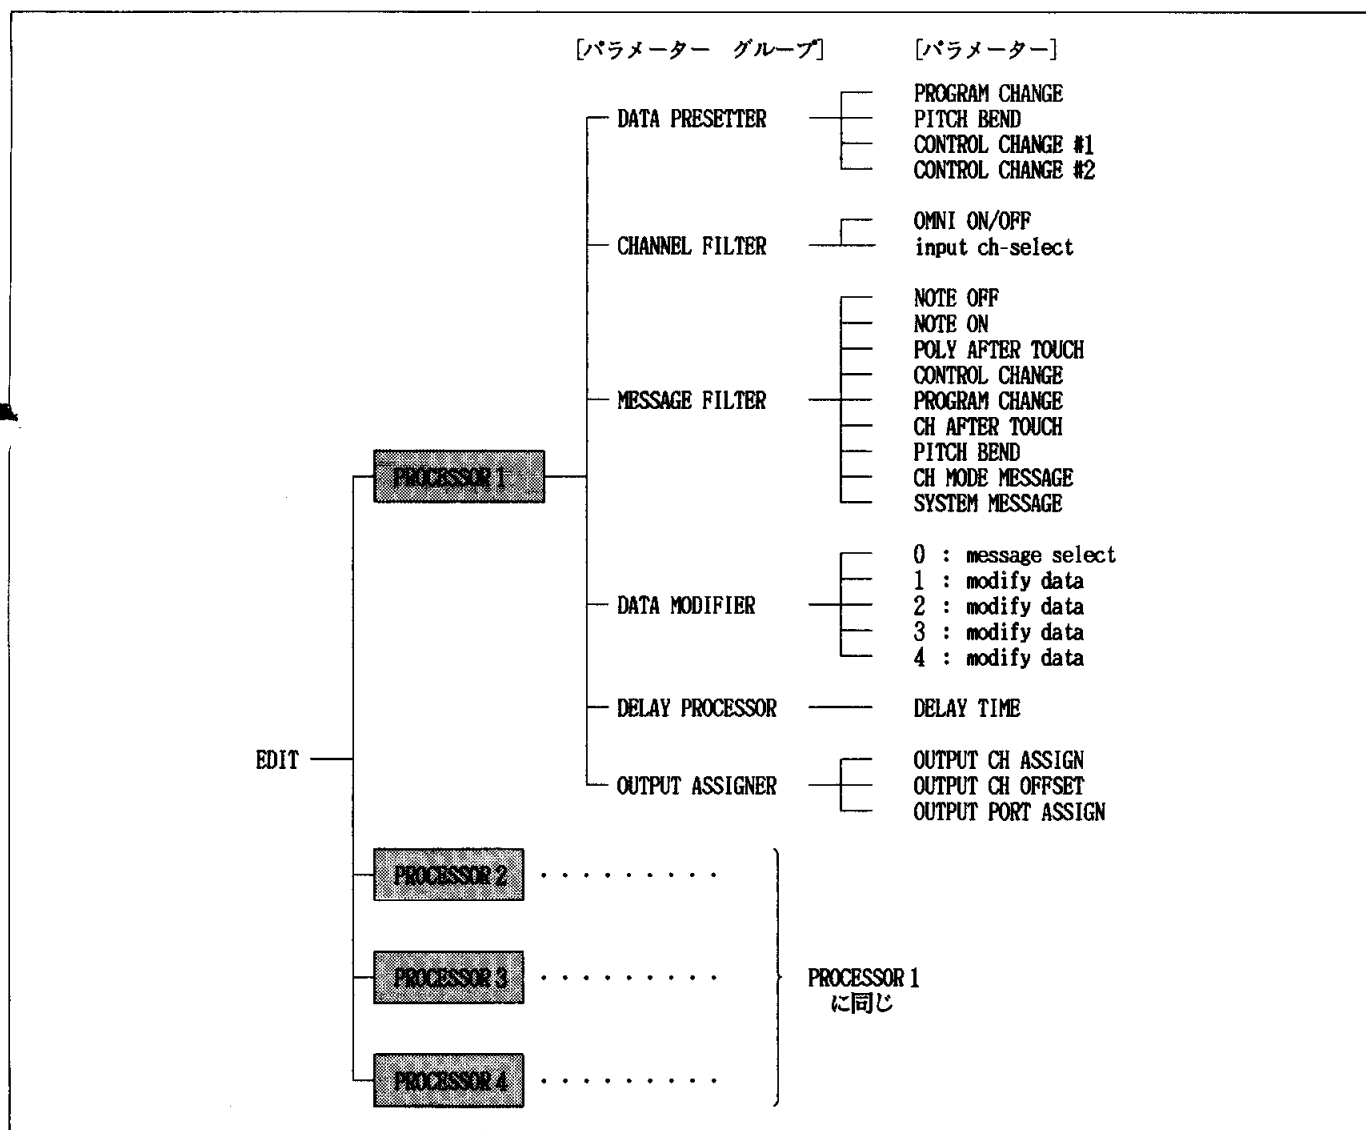 [パラメーター グループ] [パラメーター]
PROGRAM CHANGE
DATA PRESETTER PITCH BEND
CONTROL CHANGE #1
CONTROL CHANGE #2
OMNI ON/OFF
CHANNEL FILTER input ch-select
NOTE OFF
NOTE ON
POLY AFTER TOUCH
CONTROL CHANGE
MESSAGE FILTER PROGRAM CHANGE
CH AFTER TOUCH
PITCH BEND
PROCESSOR 1 CH MODE MESSAGE
SYSTEM MESSAGE
0 : message select
1 : modify data
DATA MODIFIER 2 : modify data
3 : modify data
4 : modify data
DELAY PROCESSOR DELAY TIME
EDIT OUTPUT CH ASSIGN
OUTPUT ASSIGNER OUTPUT CH OFFSET
OUTPUT PORT ASSIGN
PROCESSOR 2 · · · · · · · · ·
PROCESSOR 3 · · · · · · · · · PROCESSOR 1
に同じ
PROCESSOR 4 · · · · · · · · ·